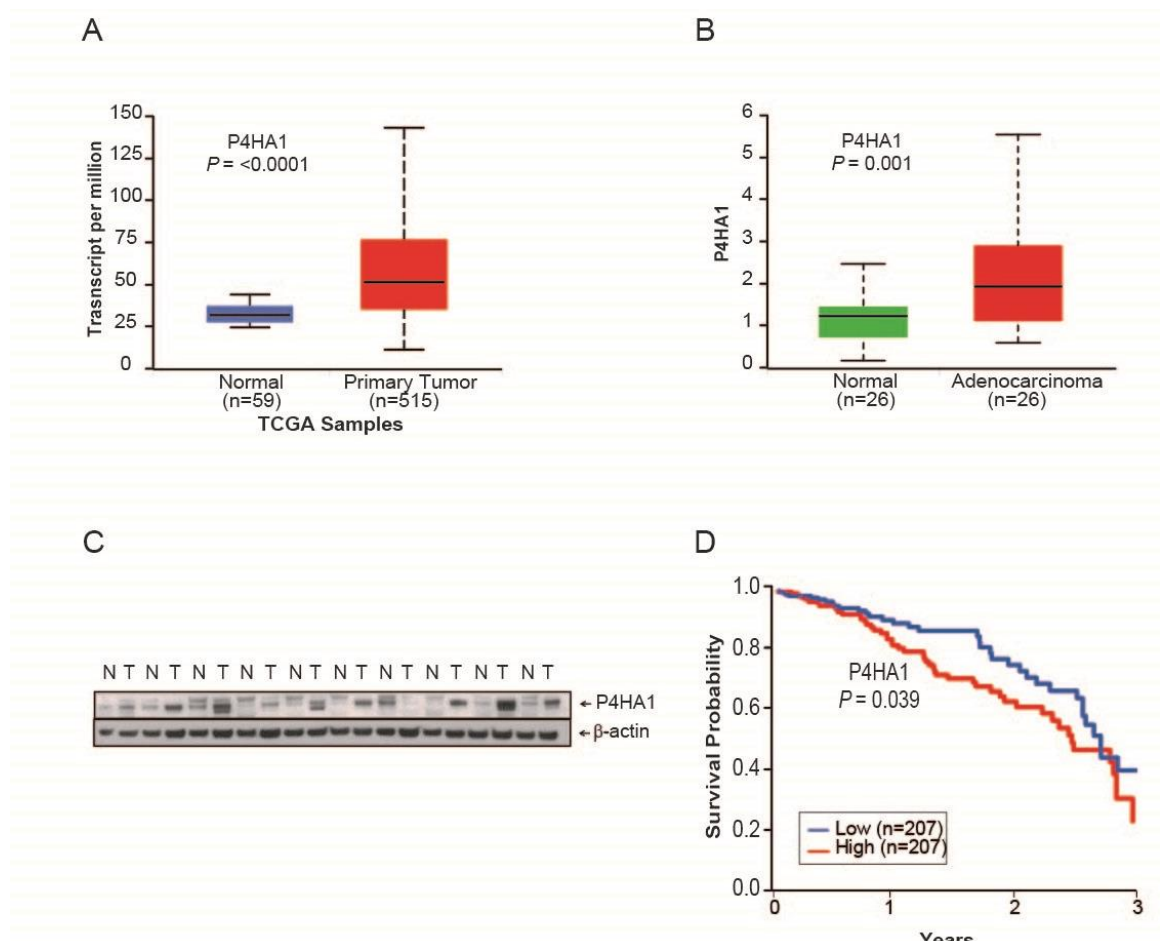 A
150
125
100
75
50
25
0
Trasnscript per million
P4HA1
P = <0.0001
Normal
(n=59)
Primary Tumor
(n=515)
TCGA Samples
B
6
5
4
3
2
1
0
P4HA1
P4HA1
P = 0.001
Normal
(n=26)
Adenocarcinoma
(n=26)
C
N T N T N T N T N T N T N T N T N T
←P4HA1
←β-actin
D
1.0
0.8
0.6
0.4
0.2
0.0
Survival Probability
P4HA1
P = 0.039
Low (n=207)
High (n=207)
0 1 2 3
Years